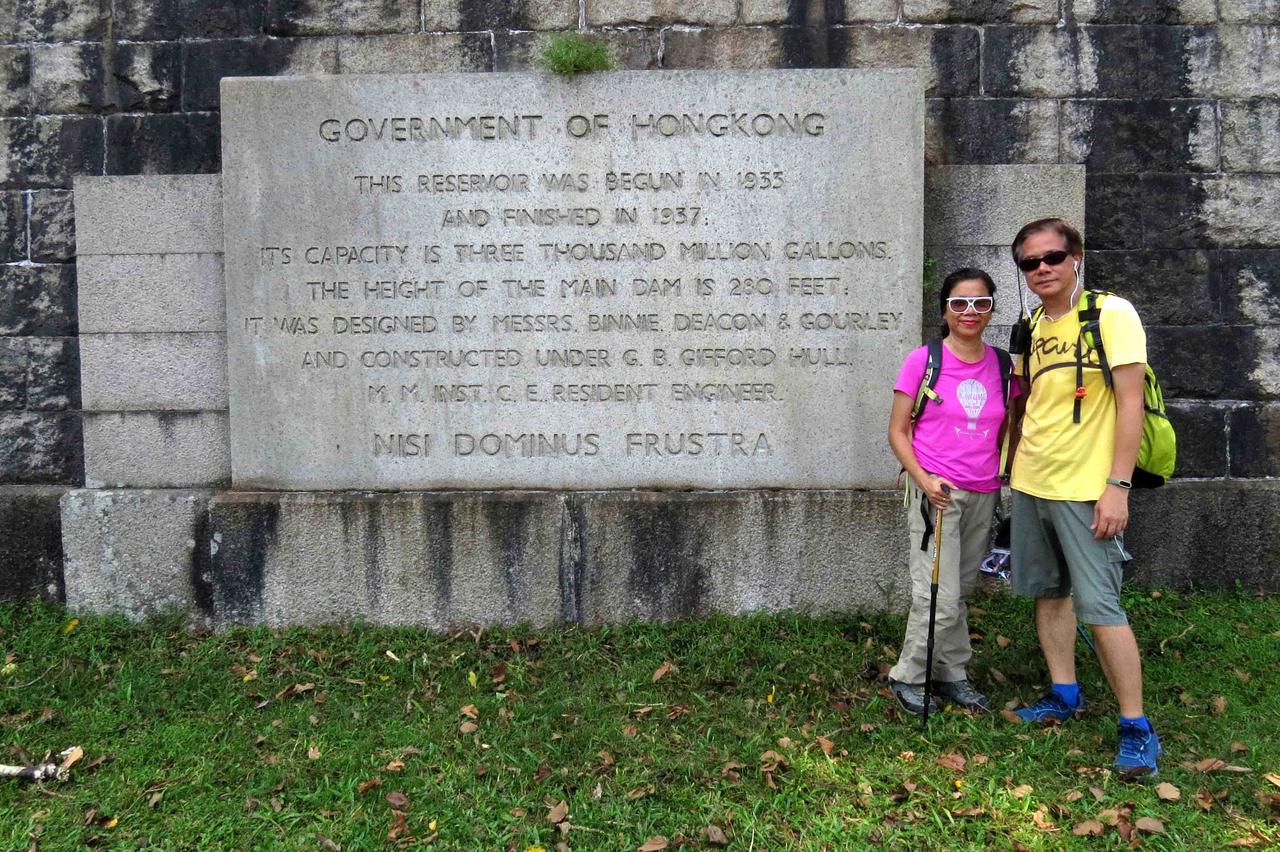 GOVERNMENT OF HONGKONG
THIS RESERVOIR WAS BEGUN IN 1933
AND FINISHED IN 1937.
ITS CAPACITY IS THREE THOUSAND MILLION GALLONS.
THE HEIGHT OF THE MAIN DAM IS 280 FEET.
IT WAS DESIGNED BY MESSRS. BINNIE, DEACON & GOURLEY
AND CONSTRUCTED UNDER G. B. GIFFORD HULL.
M. M. INST. C. E. RESIDENT ENGINEER.
NISI DOMINUS FRUSTRA